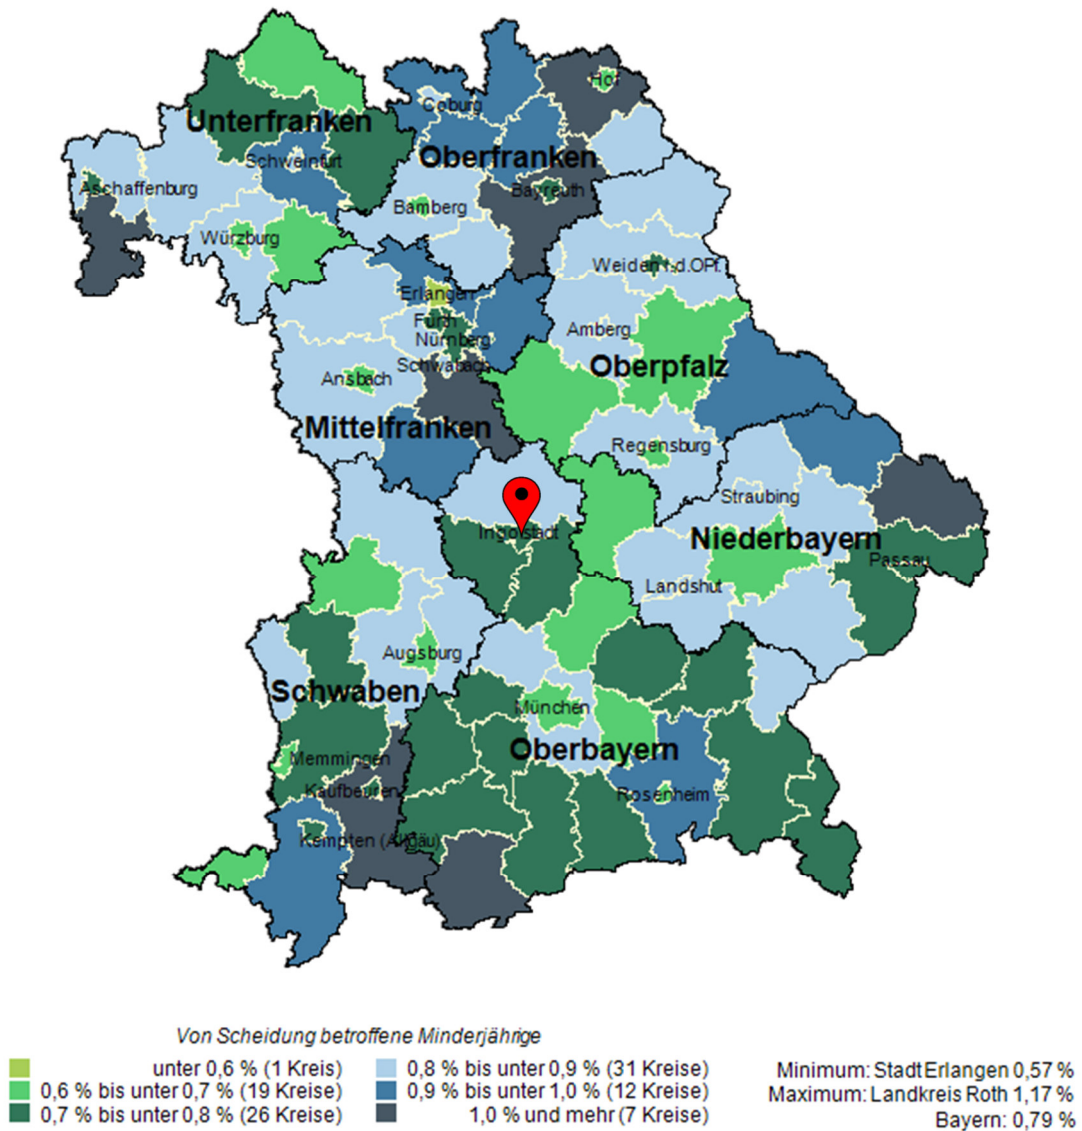 Hof
Coburg
Unterfranken
Oberfranken
Schweinfurt
Aschaffenburg
Bayreuth
Bamberg
Würzburg
Weiden i.d.OPf.
Erlangen
Fürth
Amberg
Nürnberg
Schwabach
Oberpfalz
Ansbach
Mittelfranken
Regensburg
Straubing
Ingolstadt
Niederbayern
Passau
Landshut
Augsburg
Schwaben
München
Oberbayern
Memmingen
Kaufbeuren
Rosenheim
Kempten (Allgäu)
Von Scheidung betroffene Minderjährige
unter 0,6 % (1 Kreis)
0,6 % bis unter 0,7 % (19 Kreise)
0,7 % bis unter 0,8 % (26 Kreise)
0,8 % bis unter 0,9 % (31 Kreise)
0,9 % bis unter 1,0 % (12 Kreise)
1,0 % und mehr (7 Kreise)
Minimum: Stadt Erlangen 0,57 %
Maximum: Landkreis Roth 1,17 %
Bayern: 0,79 %